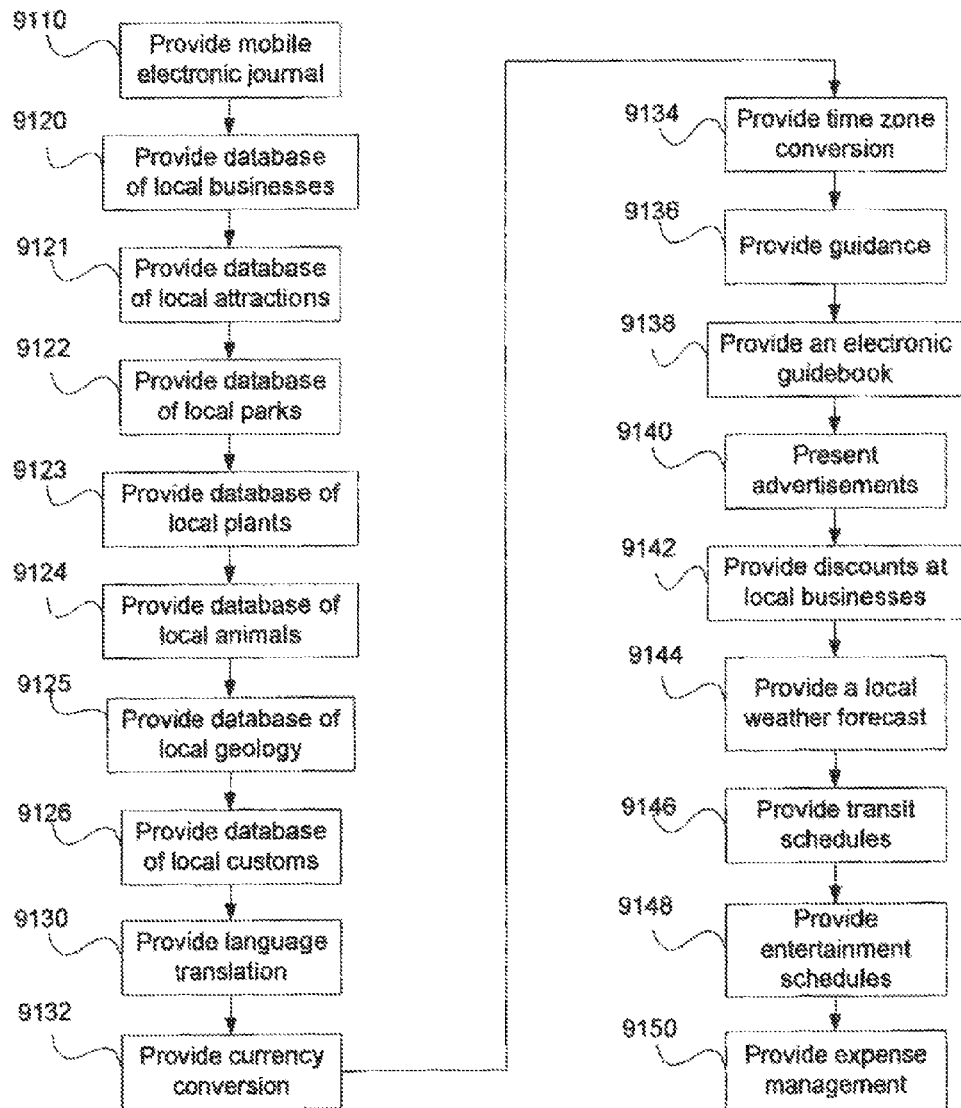 9110
Provide mobile
electronic journal
9120
Provide database
of local businesses
9121
Provide database
of local attractions
9122
Provide database
of local parks
9123
Provide database of
local plants
9124
Provide database of
local animals
9125
Provide database of
local geology
9126
Provide database
of local customs
9130
Provide language
translation
9132
Provide currency
conversion
9134
Provide time zone
conversion
9136
Provide guidance
9138
Provide an electronic
guidebook
9140
Present
advertisements
9142
Provide discounts at
local businesses
9144
Provide a local
weather forecast
9146
Provide transit
schedules
9148
Provide
entertainment
schedules
9150
Provide expense
management